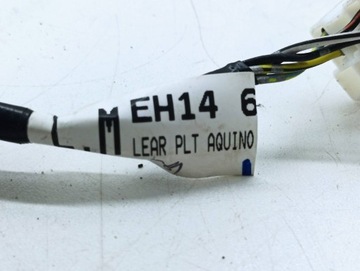 L.M EH14 6
LEAR PLT AQUINO